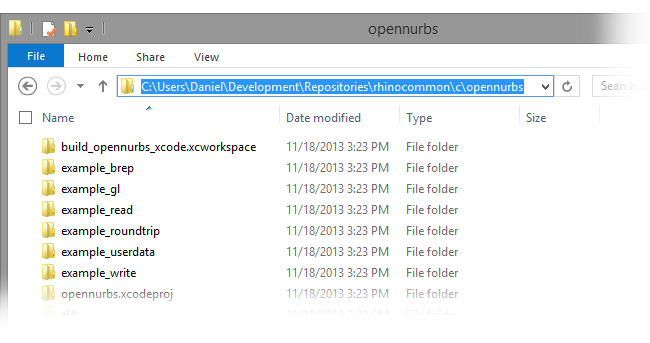 opennurbs
File Home Share View
C:\Users\Daniel\Development\Repositories\rhinocommon\c\opennurbs Search
Name Date modified Type Size
build_opennurbs_xcode.xcworkspace 11/18/2013 3:23 PM File folder
example_brep 11/18/2013 3:23 PM File folder
example_gl 11/18/2013 3:23 PM File folder
example_read 11/18/2013 3:23 PM File folder
example_roundtrip 11/18/2013 3:23 PM File folder
example_userdata 11/18/2013 3:23 PM File folder
example_write 11/18/2013 3:23 PM File folder
opennurbs.xcodeproj 11/18/2013 3:23 PM File folder